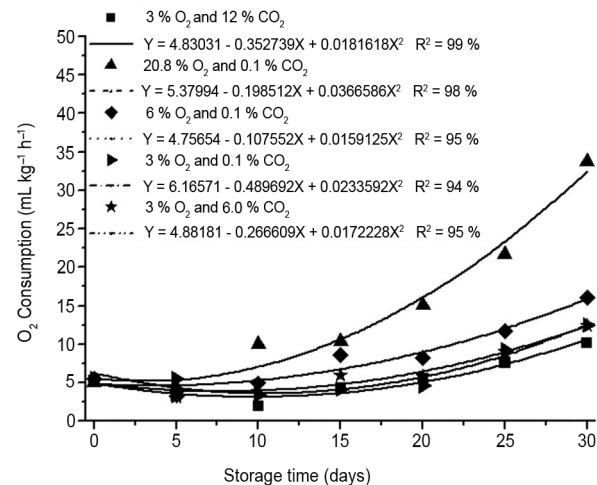 3 % O₂ and 12 % CO₂
Y = 4.83031 - 0.352739X + 0.0181618X² R² = 99 %
20.8 % O₂ and 0.1 % CO₂
Y = 5.37994 - 0.198512X + 0.0366586X² R² = 98 %
6 % O₂ and 0.1 % CO₂
Y = 4.75654 - 0.107552X + 0.0159125X² R² = 95 %
3 % O₂ and 0.1 % CO₂
Y = 6.16571 - 0.489692X + 0.0233592X² R² = 94 %
3 % O₂ and 6.0 % CO₂
Y = 4.88181 - 0.266609X + 0.0172228X² R² = 95 %
O₂ Consumption (mL kg⁻¹ h⁻¹)
50
45
40
35
30
25
20
15
10
5
0
0 5 10 15 20 25 30
Storage time (days)